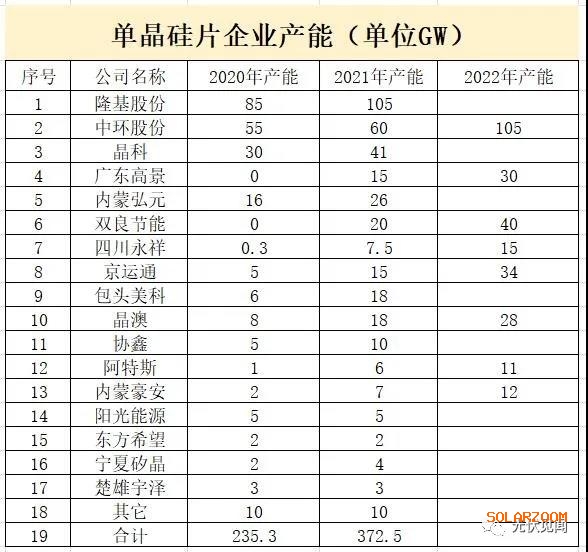 单晶硅片企业产能（单位GW）
序号 公司名称 2020年产能 2021年产能 2022年产能
1 隆基股份 85 105
2 中环股份 55 60 105
3 晶科 30 41
4 广东高景 0 15 30
5 内蒙弘元 16 26
6 双良节能 0 20 40
7 四川永祥 0.3 7.5 15
8 京运通 5 15 34
9 包头美科 6 18
10 晶澳 8 18 28
11 协鑫 5 10
12 阿特斯 1 6 11
13 内蒙豪安 2 7 12
14 阳光能源 5 5
15 东方希望 2 2
16 宁夏矽晶 2 4
17 楚雄宇泽 3 3
18 其它 10 10
19 合计 235.3 372.5
SOLARZOOM
光伏见闻